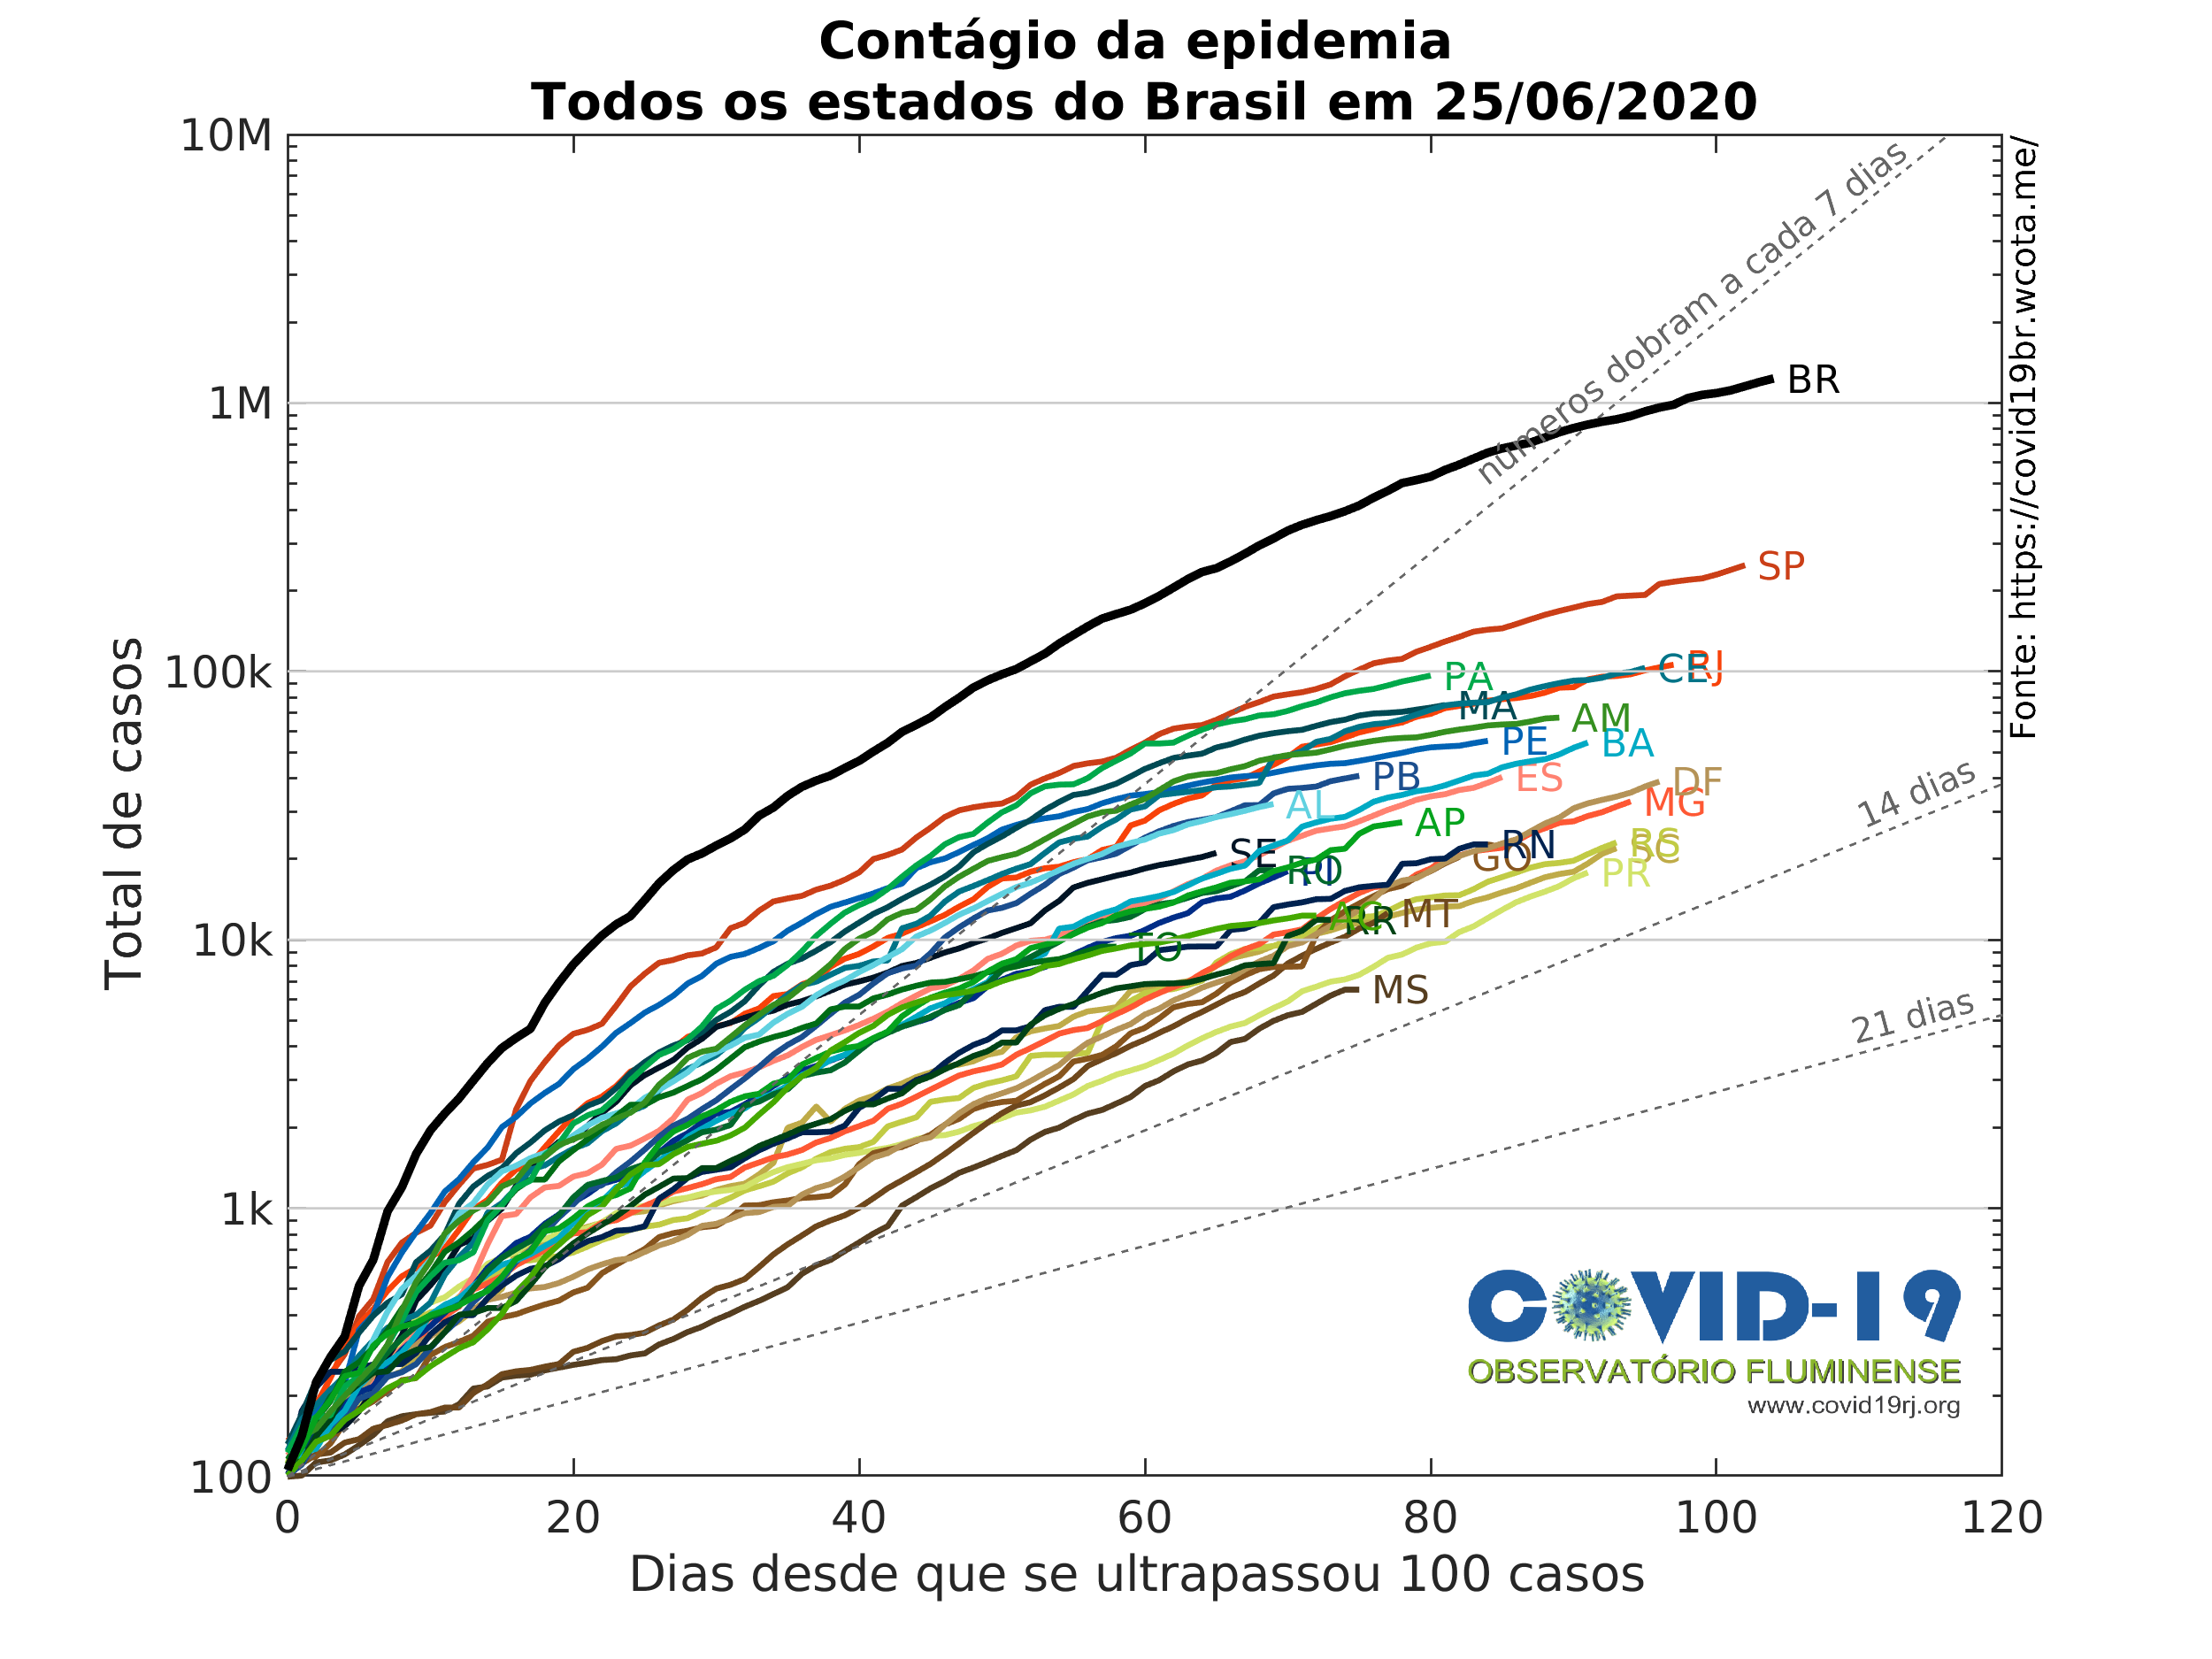 Contágio da epidemia
Todos os estados do Brasil em 25/06/2020
10M
1M
100k
10k
1k
100
Total de casos
0
20
40
60
80
100
120
Dias desde que se ultrapassou 100 casos
Fonte: https://covid19br.wcota.me/
números dobram a cada 7 dias
14 dias
21 dias
BR
SP
RJ
CE
PA
MA
AM
PE
BA
PB
ES
DF
AL
MG
AP
SE
RN
GO
RS
SC
PR
RO
PI
MT
AC
RR
TO
MS
COVID-19
OBSERVATÓRIO FLUMINENSE
www.covid19rj.org